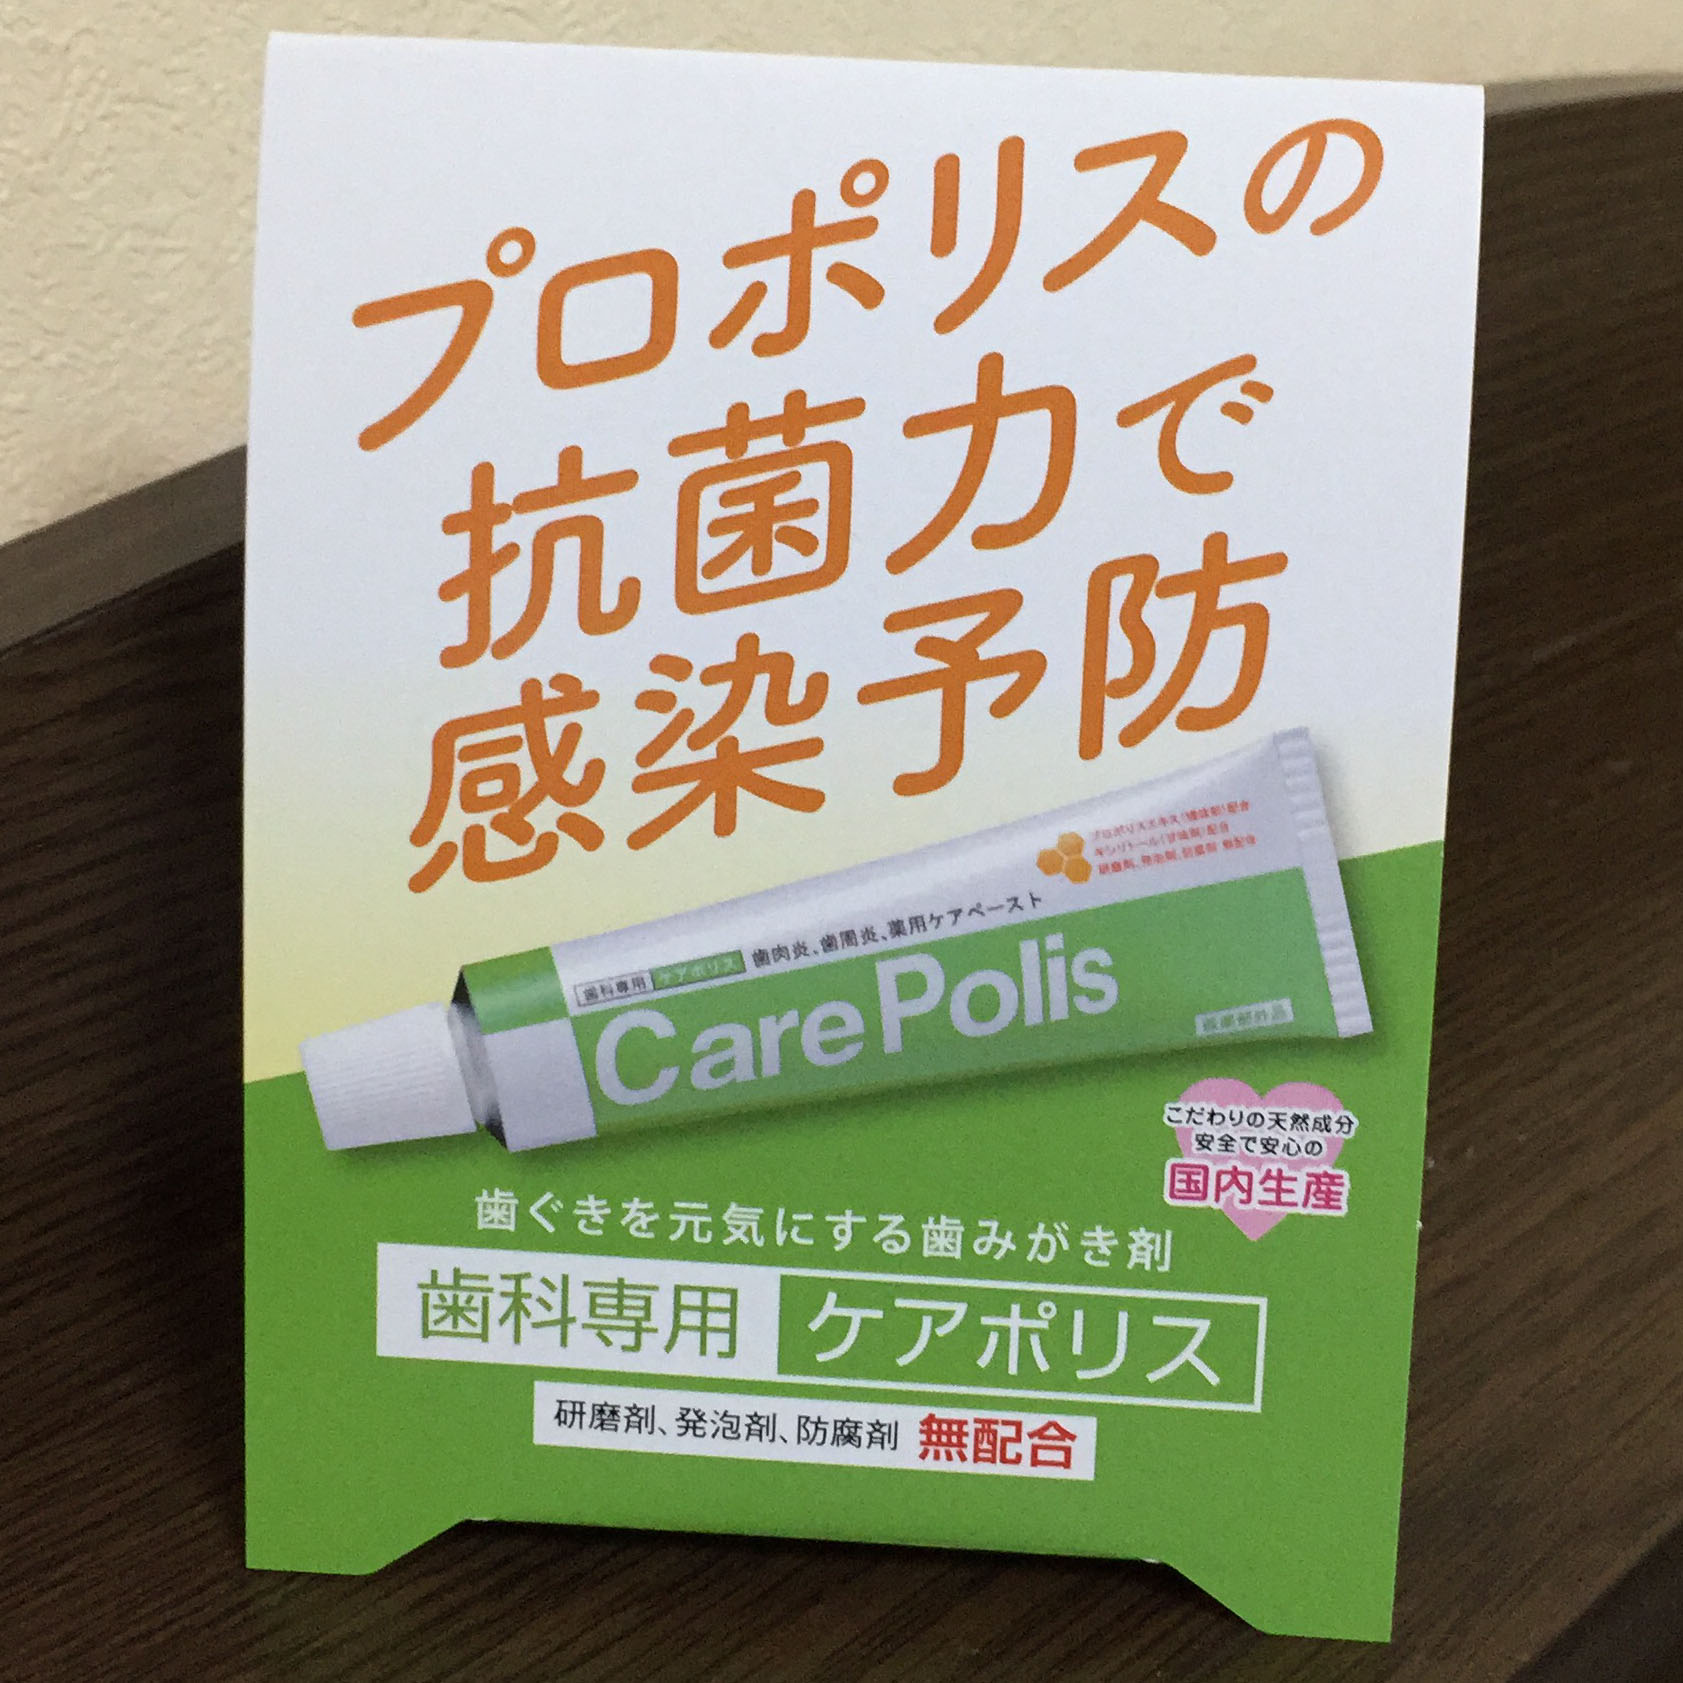 プロポリスの
抗菌力で
感染予防
プロポリスエキス(矯味剤)配合
キシリトール(甘味剤)配合
研磨剤、発泡剤、防腐剤 無配合
歯科専用 ケアポリス 歯肉炎、歯周炎、薬用ケアペースト
CarePolis
医薬部外品
こだわりの天然成分
安全で安心の
国内生産
歯ぐきを元気にする歯みがき剤
歯科専用 ケアポリス
研磨剤、発泡剤、防腐剤 無配合